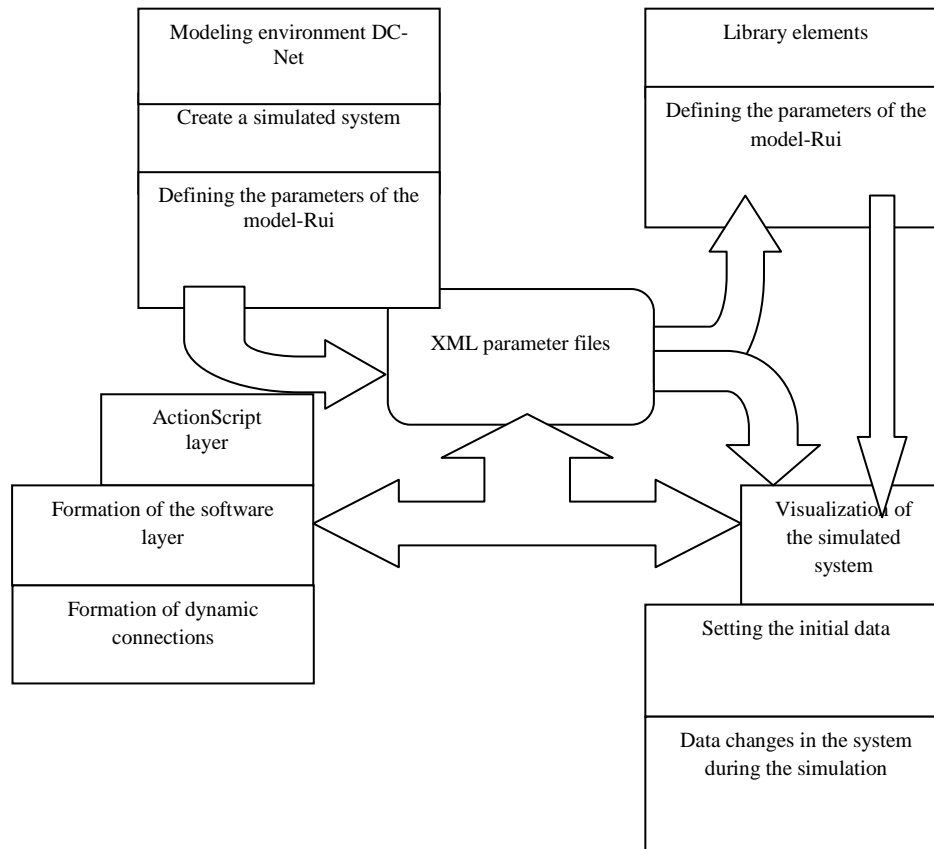 Modeling environment DC-
Net
Create a simulated system
Defining the parameters of the
model-Rui
Library elements
Defining the parameters of the
model-Rui
XML parameter files
ActionScript
layer
Formation of the software
layer
Formation of dynamic
connections
Visualization of
the simulated
system
Setting the initial data
Data changes in the system
during the simulation